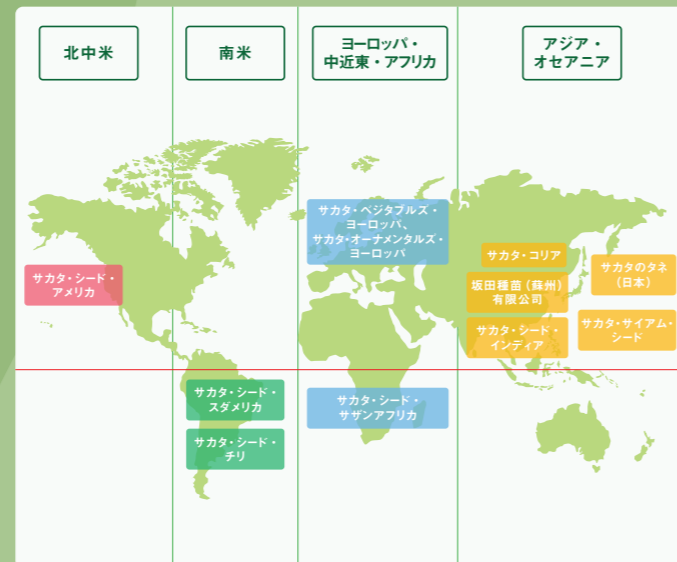 北中米
南米
ヨーロッパ・
中近東・アフリカ
アジア・
オセアニア
サカタ・シード・
アメリカ
サカタ・シード・
スダメリカ
サカタ・シード・
チリ
サカタ・ベジタブルズ・
ヨーロッパ、
サカタ・オーナメンタルズ・
ヨーロッパ
サカタ・シード・
サザンアフリカ
サカタ・コリア
坂田種苗（蘇州）
有限公司
サカタ・シード・
インディア
サカタのタネ
（日本）
サカタ・サイアム・
シード